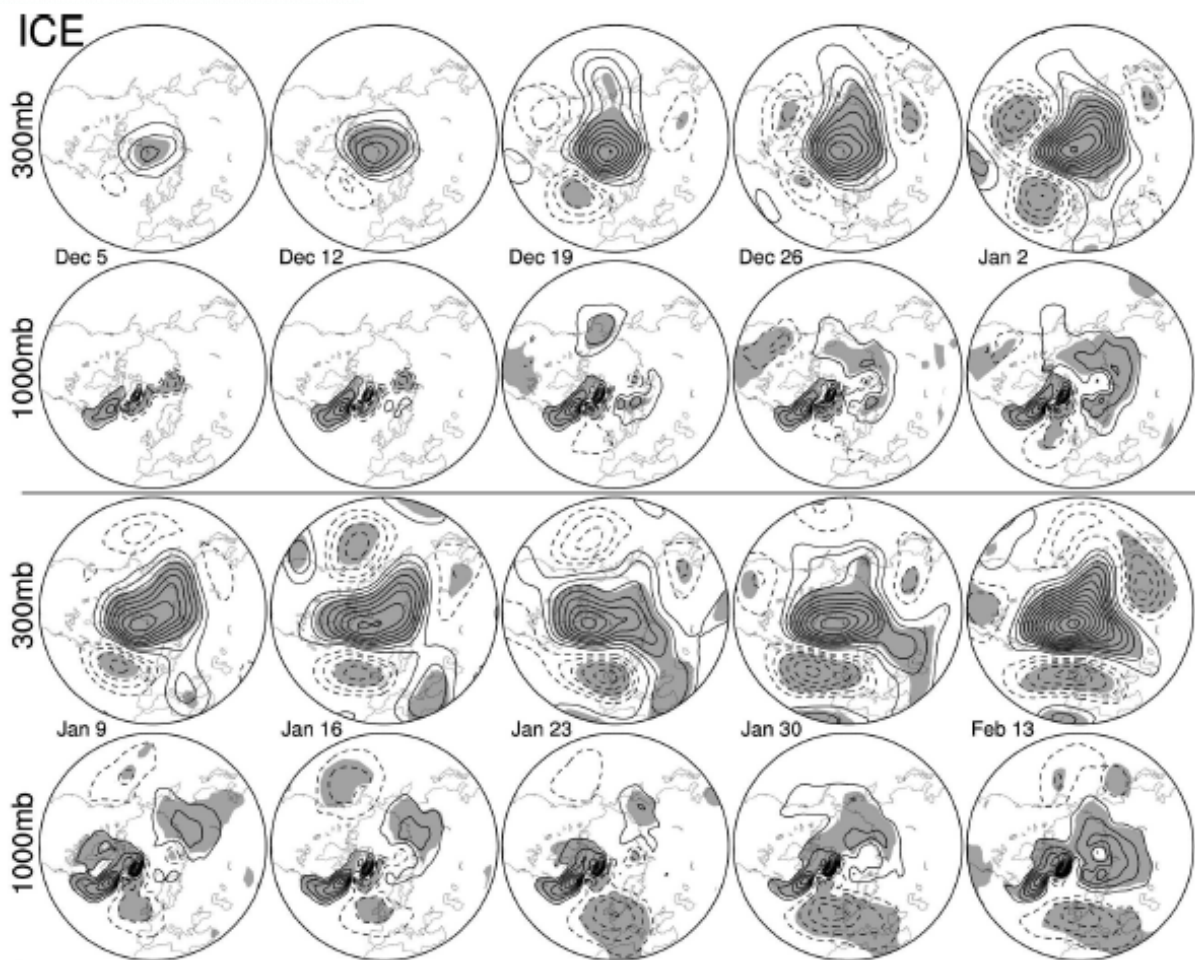 ICE
300mb
Dec 5
Dec 12
Dec 19
Dec 26
Jan 2
1000mb
300mb
Jan 9
Jan 16
Jan 23
Jan 30
Feb 13
1000mb